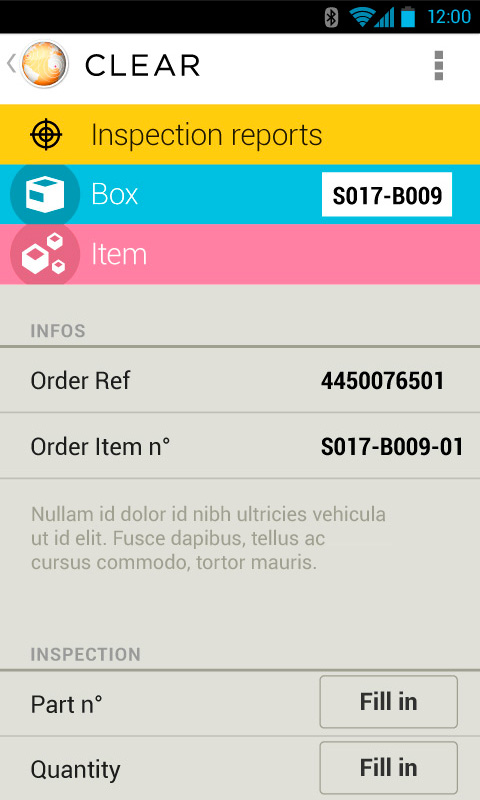 12:00
CLEAR
Inspection reports
Box S017-B009
Item
INFOS
Order Ref 4450076501
Order Item n° S017-B009-01
Nullam id dolor id nibh ultricies vehicula
ut id elit. Fusce dapibus, tellus ac
cursus commodo, tortor mauris.
INSPECTION
Part n° Fill in
Quantity Fill in